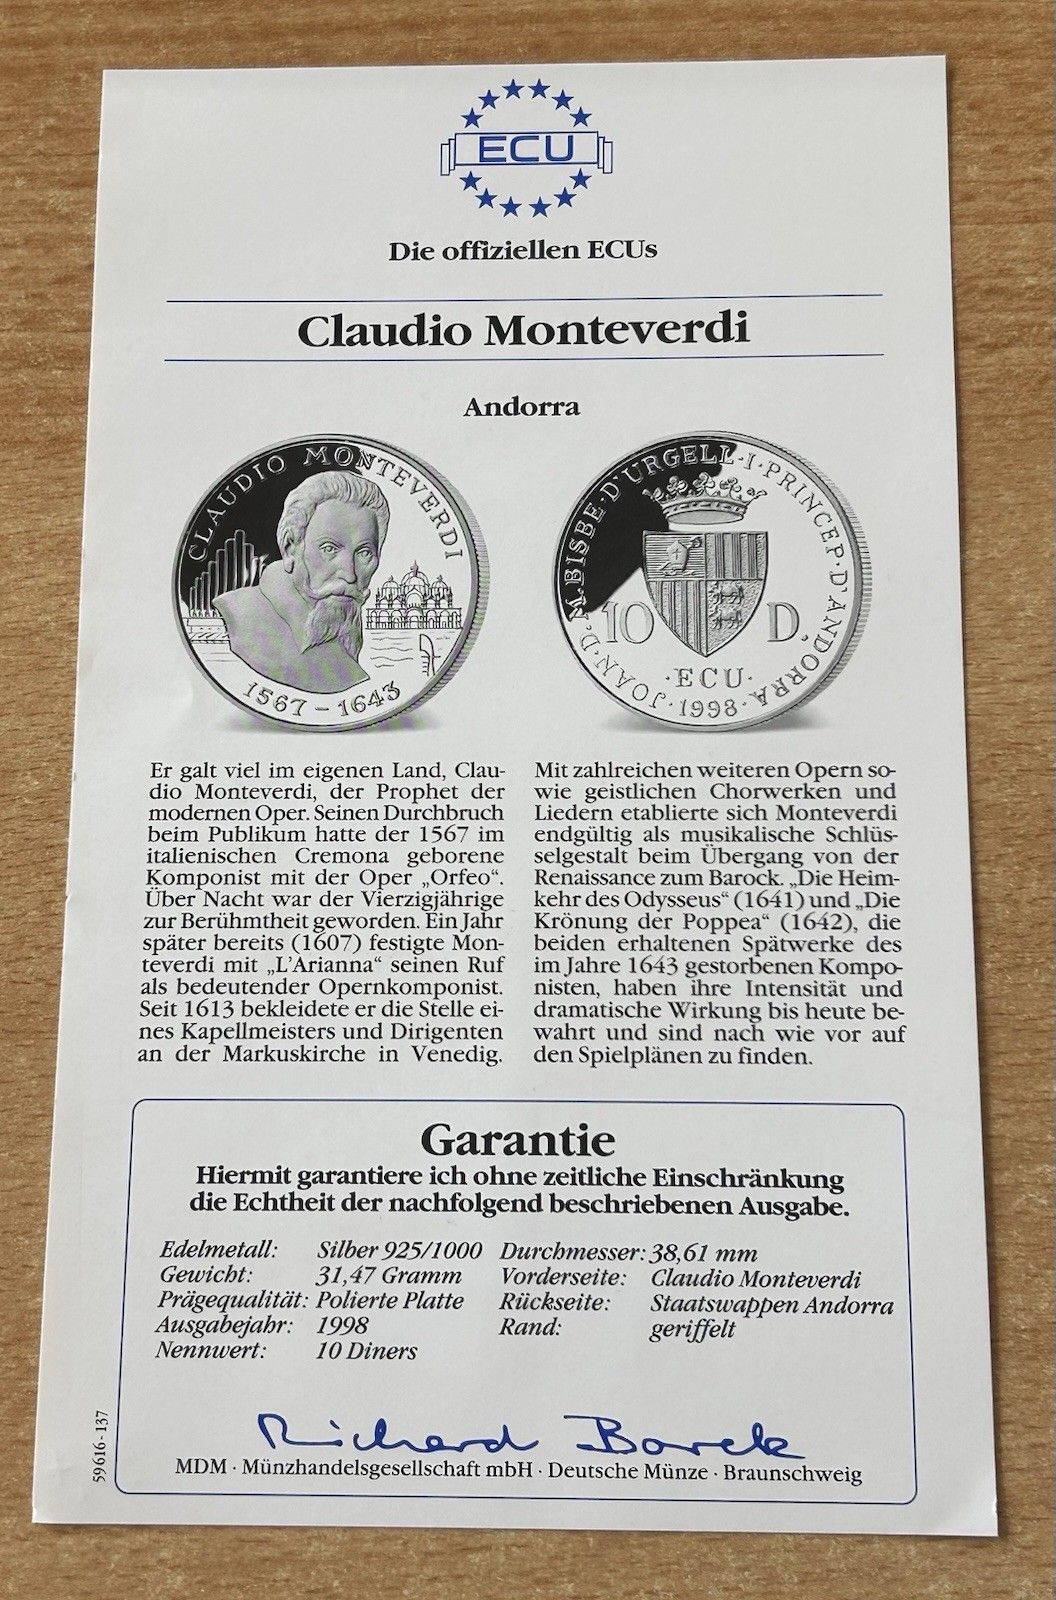 ECU
Die offiziellen ECUs
Claudio Monteverdi
Andorra
CLAUDIO MONTEVERDI
1567 – 1643
JOAN·D.M.BISBE·D'URGELL·I·PRINCEP·D'ANDORRA
10 D.
·ECU·
·1998·
Er galt viel im eigenen Land, Clau-
dio Monteverdi, der Prophet der
modernen Oper. Seinen Durchbruch
beim Publikum hatte der 1567 im
italienischen Cremona geborene
Komponist mit der Oper „Orfeo“.
Über Nacht war der Vierzigjährige
zur Berühmtheit geworden. Ein Jahr
später bereits (1607) festigte Mon-
teverdi mit „L'Arianna“ seinen Ruf
als bedeutender Opernkomponist.
Seit 1613 bekleidete er die Stelle ei-
nes Kapellmeisters und Dirigenten
an der Markuskirche in Venedig.
Mit zahlreichen weiteren Opern so-
wie geistlichen Chorwerken und
Liedern etablierte sich Monteverdi
endgültig als musikalische Schlüs-
selgestalt beim Übergang von der
Renaissance zum Barock. „Die Heim-
kehr des Odysseus“ (1641) und „Die
Krönung der Poppea“ (1642), die
beiden erhaltenen Spätwerke des
im Jahre 1643 gestorbenen Kompo-
nisten, haben ihre Intensität und
dramatische Wirkung bis heute be-
wahrt und sind nach wie vor auf
den Spielplänen zu finden.
Garantie
Hiermit garantiere ich ohne zeitliche Einschränkung
die Echtheit der nachfolgend beschriebenen Ausgabe.
Edelmetall: Silber 925/1000
Gewicht: 31,47 Gramm
Prägequalität: Polierte Platte
Ausgabejahr: 1998
Nennwert: 10 Diners
Durchmesser: 38,61 mm
Vorderseite: Claudio Monteverdi
Rückseite: Staatswappen Andorra
Rand: geriffelt
Richard Borek
MDM · Münzhandelsgesellschaft mbH · Deutsche Münze · Braunschweig
59616-137